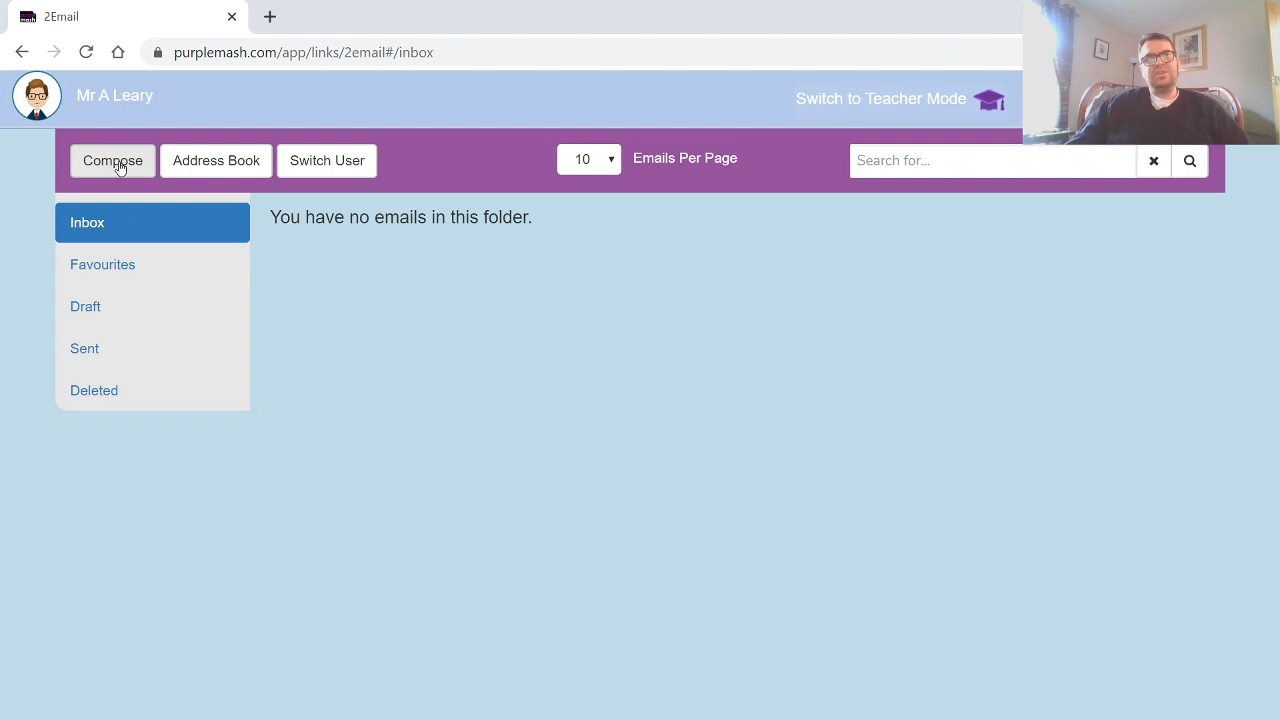 2Email
purplemash.com/app/links/2email#/inbox
Mr A Leary
Switch to Teacher Mode
Compose
Address Book
Switch User
10
Emails Per Page
Search for...
Inbox
You have no emails in this folder.
Favourites
Draft
Sent
Deleted